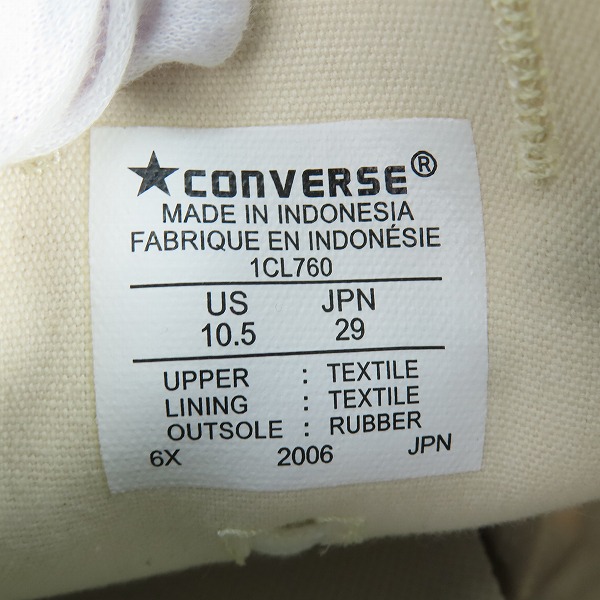 ★CONVERSE®
MADE IN INDONESIA
FABRIQUE EN INDONÉSIE
1CL760
US JPN
10.5 29
UPPER : TEXTILE
LINING : TEXTILE
OUTSOLE : RUBBER
6X 2006 JPN